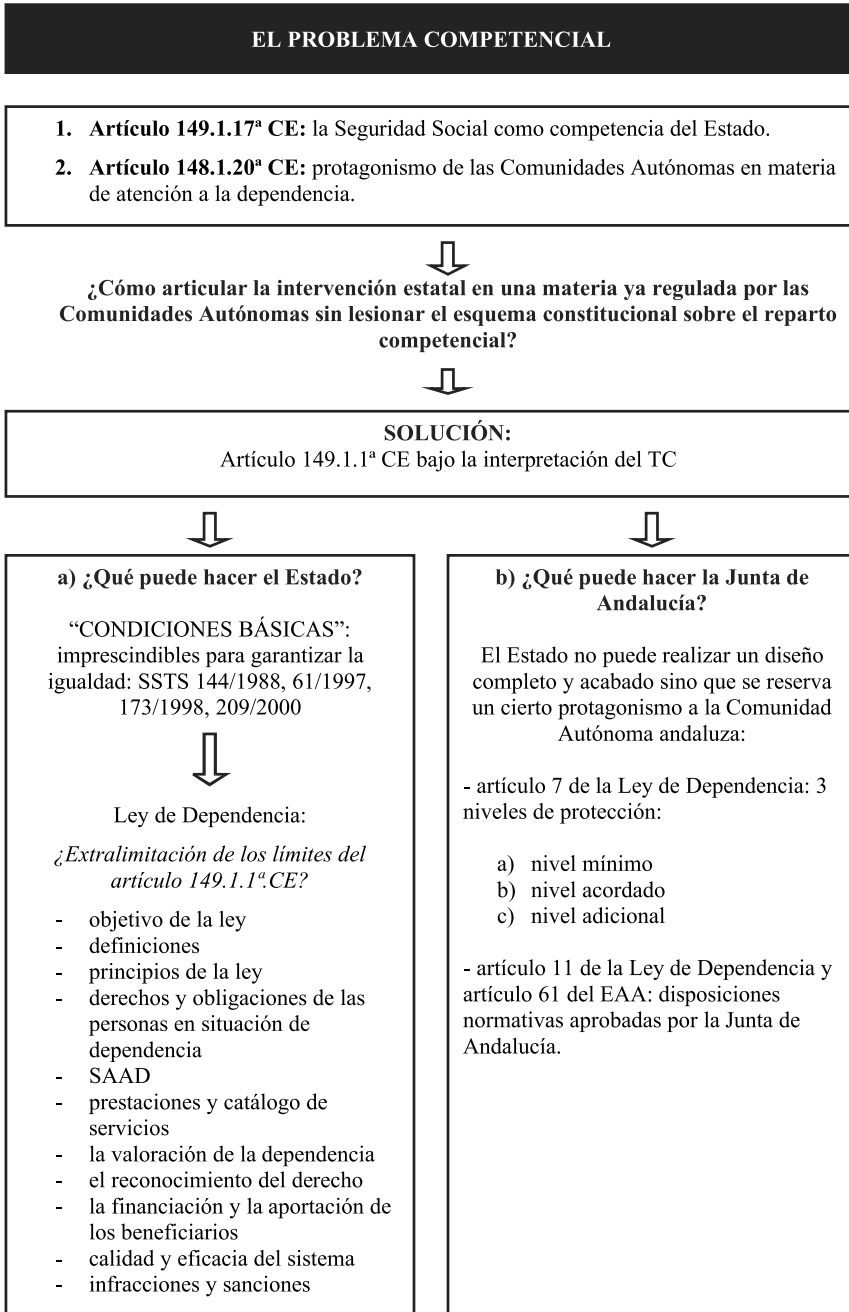 EL PROBLEMA COMPETENCIAL
1. Artículo 149.1.17ª CE: la Seguridad Social como competencia del Estado.
2. Artículo 148.1.20ª CE: protagonismo de las Comunidades Autónomas en materia
de atención a la dependencia.
¿Cómo articular la intervención estatal en una materia ya regulada por las
Comunidades Autónomas sin lesionar el esquema constitucional sobre el reparto
competencial?
SOLUCIÓN:
Artículo 149.1.1ª CE bajo la interpretación del TC
a) ¿Qué puede hacer el Estado?
“CONDICIONES BÁSICAS”:
imprescindibles para garantizar la
igualdad: SSTS 144/1988, 61/1997,
173/1998, 209/2000
Ley de Dependencia:
¿Extralimitación de los límites del
artículo 149.1.1ª.CE?
- objetivo de la ley
- definiciones
- principios de la ley
- derechos y obligaciones de las
personas en situación de
dependencia
- SAAD
- prestaciones y catálogo de
servicios
- la valoración de la dependencia
- el reconocimiento del derecho
- la financiación y la aportación de
los beneficiarios
- calidad y eficacia del sistema
- infracciones y sanciones
b) ¿Qué puede hacer la Junta de
Andalucía?
El Estado no puede realizar un diseño
completo y acabado sino que se reserva
un cierto protagonismo a la Comunidad
Autónoma andaluza:
- artículo 7 de la Ley de Dependencia: 3
niveles de protección:
a) nivel mínimo
b) nivel acordado
c) nivel adicional
- artículo 11 de la Ley de Dependencia y
artículo 61 del EAA: disposiciones
normativas aprobadas por la Junta de
Andalucía.